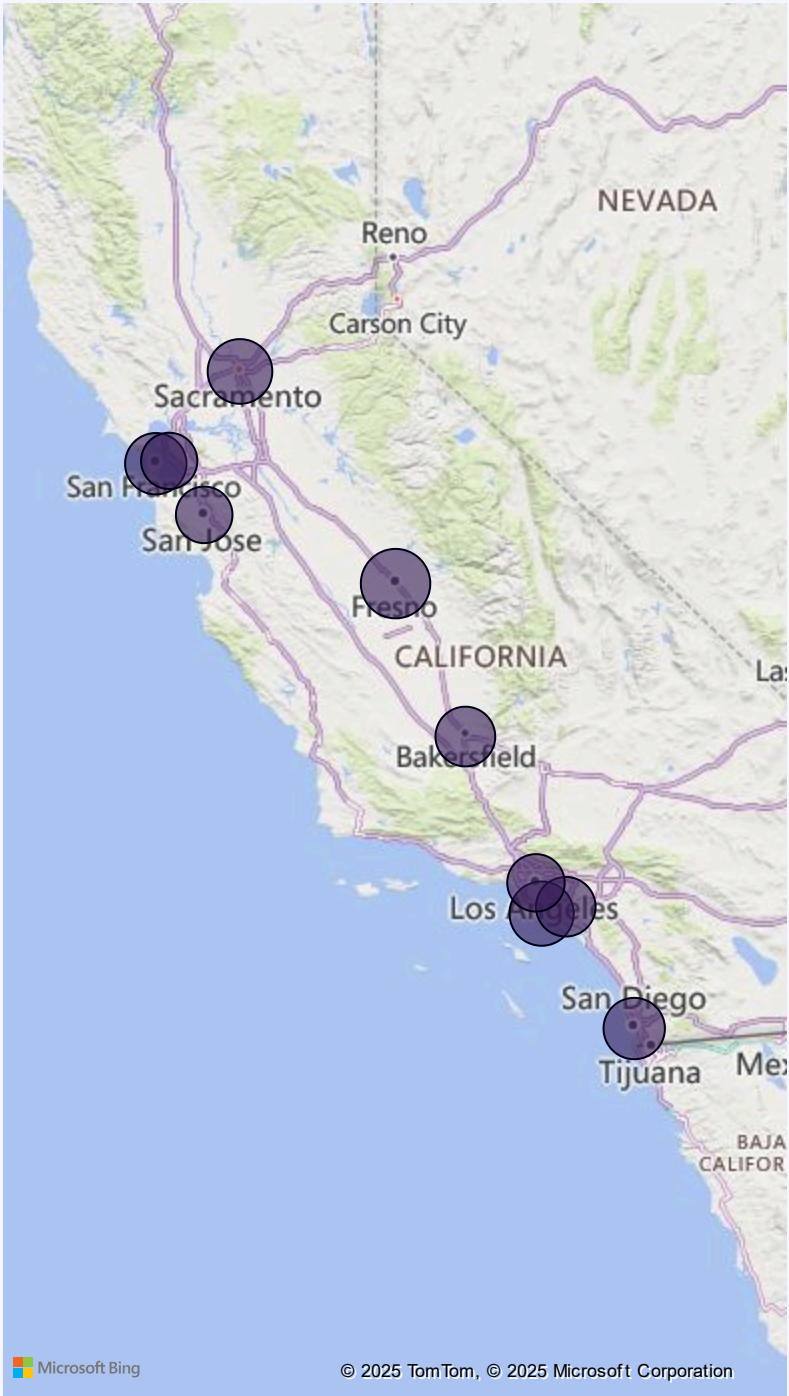 NEVADA
Reno
Carson City
Sacramento
San Francisco
San Jose
Fresno
CALIFORNIA
Las
Bakersfield
Los Angeles
San Diego
Tijuana
Mex
BAJA
CALIFOR
Microsoft Bing
© 2025 TomTom, © 2025 Microsoft Corporation